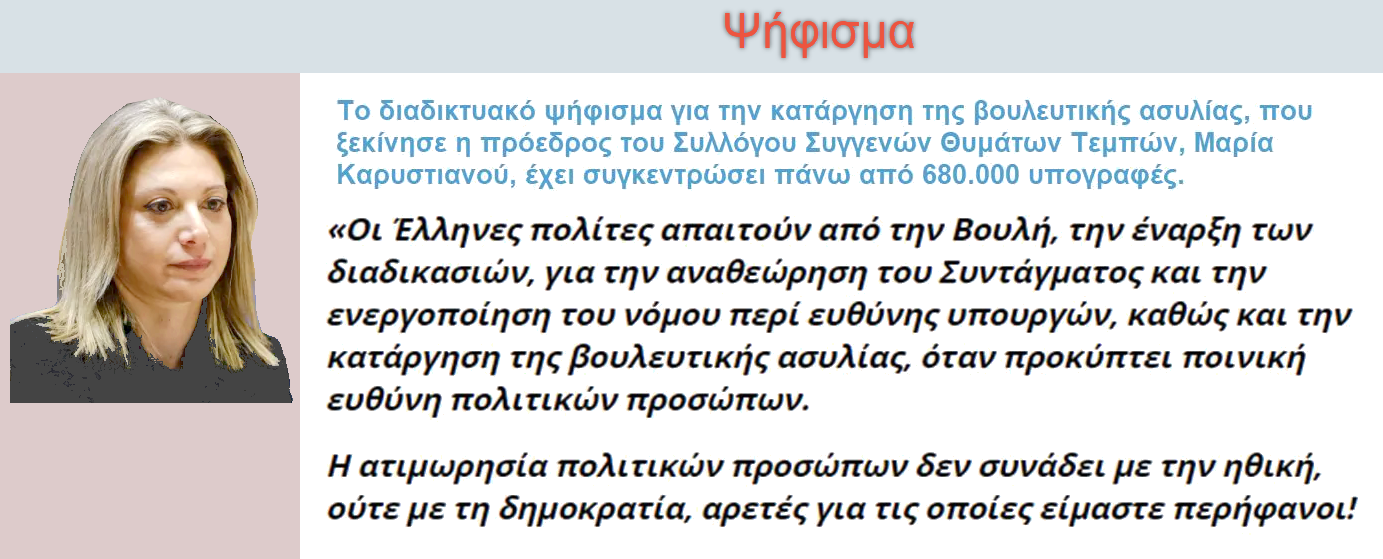 Ψήφισμα
Το διαδικτυακό ψήφισμα για την κατάργηση της βουλευτικής ασυλίας, που
ξεκίνησε η πρόεδρος του Συλλόγου Συγγενών Θυμάτων Τεμπών, Μαρία
Καρυστιανού, έχει συγκεντρώσει πάνω από 680.000 υπογραφές.
«Οι Έλληνες πολίτες απαιτούν από την Βουλή, την έναρξη των
διαδικασιών, για την αναθεώρηση του Συντάγματος και την
ενεργοποίηση του νόμου περί ευθύνης υπουργών, καθώς και την
κατάργηση της βουλευτικής ασυλίας, όταν προκύπτει ποινική
ευθύνη πολιτικών προσώπων.
Η ατιμωρησία πολιτικών προσώπων δεν συνάδει με την ηθική,
ούτε με τη δημοκρατία, αρετές για τις οποίες είμαστε περήφανοι!